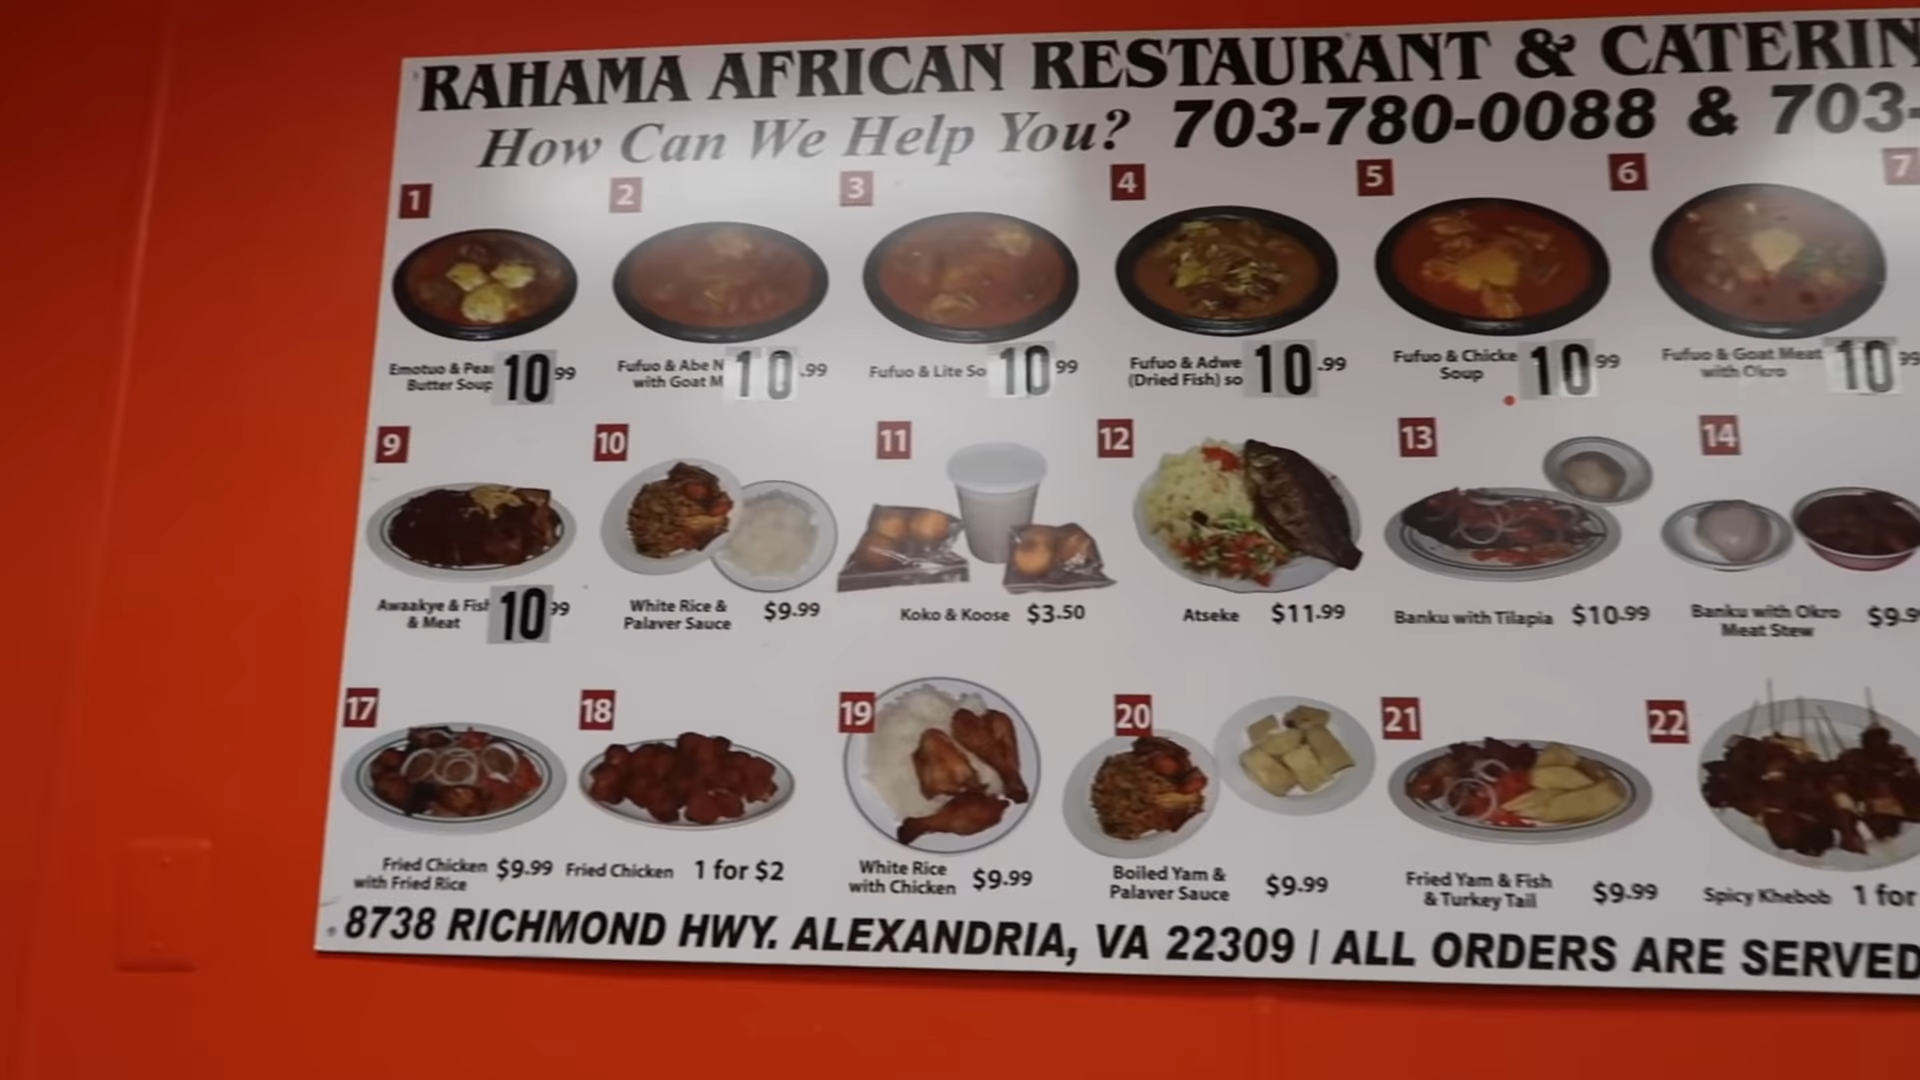 RAHAMA AFRICAN RESTAURANT & CATERIN
How Can We Help You? 703-780-0088 & 703-
1 2 3 4 5 6 7
Emotuo & Pea
Butter Soup 10 99
Fufuo & Abe N
with Goat M 10 .99
Fufuo & Lite So 10 99
Fufuo & Adwe
(Dried Fish) so 10 .99
Fufuo & Chicke
Soup 10 99
Fufuo & Goat Meat
with Okro 10 99
9 10 11 12 13 14
Awaakye & Fish
& Meat 10 99
White Rice &
Palaver Sauce $9.99
Koko & Koose $3.50
Atseke $11.99
Banku with Tilapia $10.99
Banku with Okro
Meat Stew $9.9
17 18 19 20 21 22
Fried Chicken
with Fried Rice $9.99
Fried Chicken 1 for $2
White Rice
with Chicken $9.99
Boiled Yam &
Palaver Sauce $9.99
Fried Yam & Fish
& Turkey Tail $9.99
Spicy Khebob 1 for
8738 RICHMOND HWY. ALEXANDRIA, VA 22309 | ALL ORDERS ARE SERVED